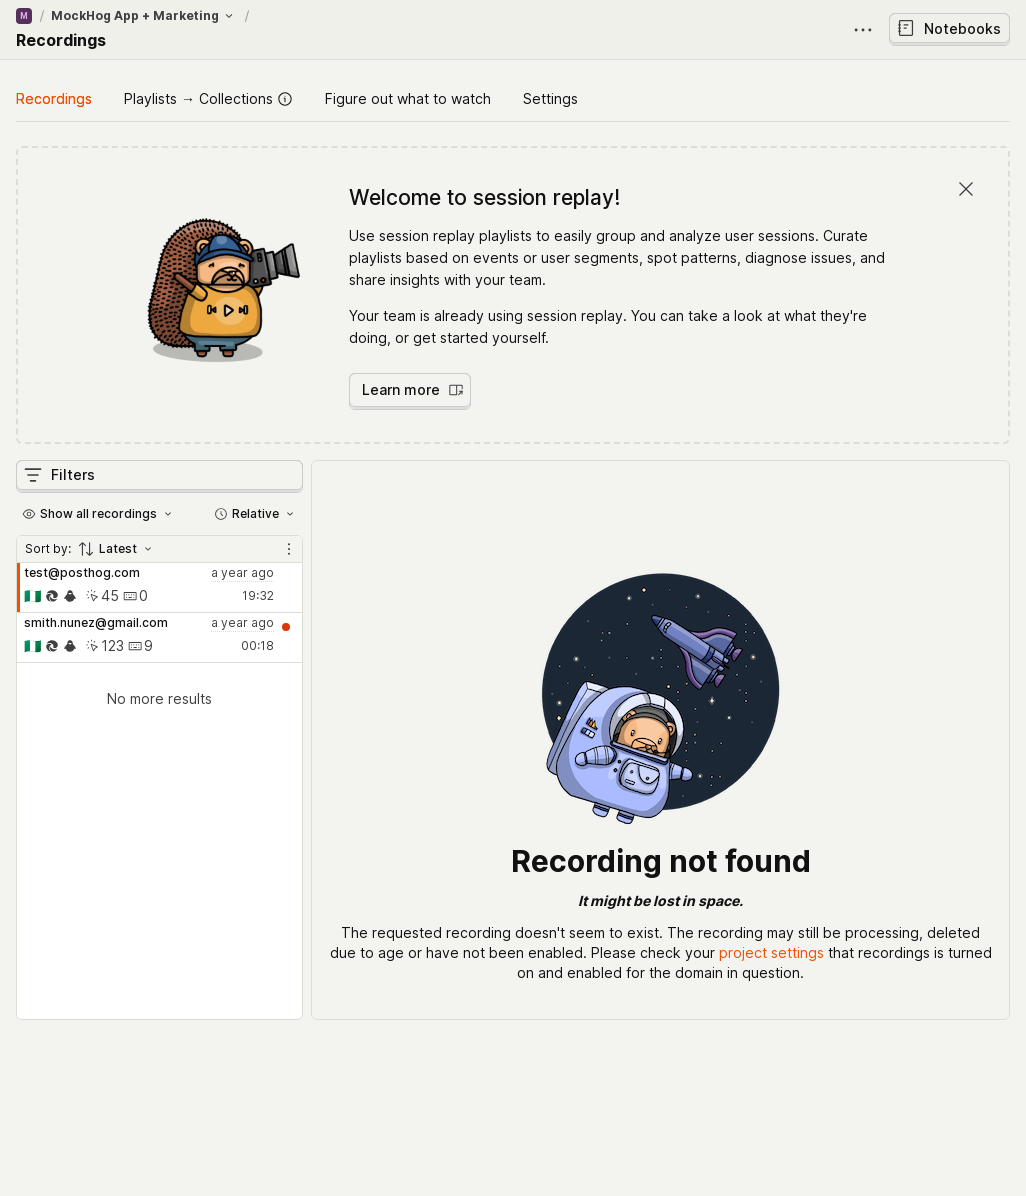 M / MockHog App + Marketing /
Recordings
Notebooks
Recordings
Playlists → Collections
Figure out what to watch
Settings
Welcome to session replay!
Use session replay playlists to easily group and analyze user sessions. Curate
playlists based on events or user segments, spot patterns, diagnose issues, and
share insights with your team.
Your team is already using session replay. You can take a look at what they're
doing, or get started yourself.
Learn more
Filters
Show all recordings
Relative
Sort by: Latest
test@posthog.com a year ago
45 0 19:32
smith.nunez@gmail.com a year ago
123 9 00:18
No more results
Recording not found
It might be lost in space.
The requested recording doesn't seem to exist. The recording may still be processing, deleted
due to age or have not been enabled. Please check your project settings that recordings is turned
on and enabled for the domain in question.